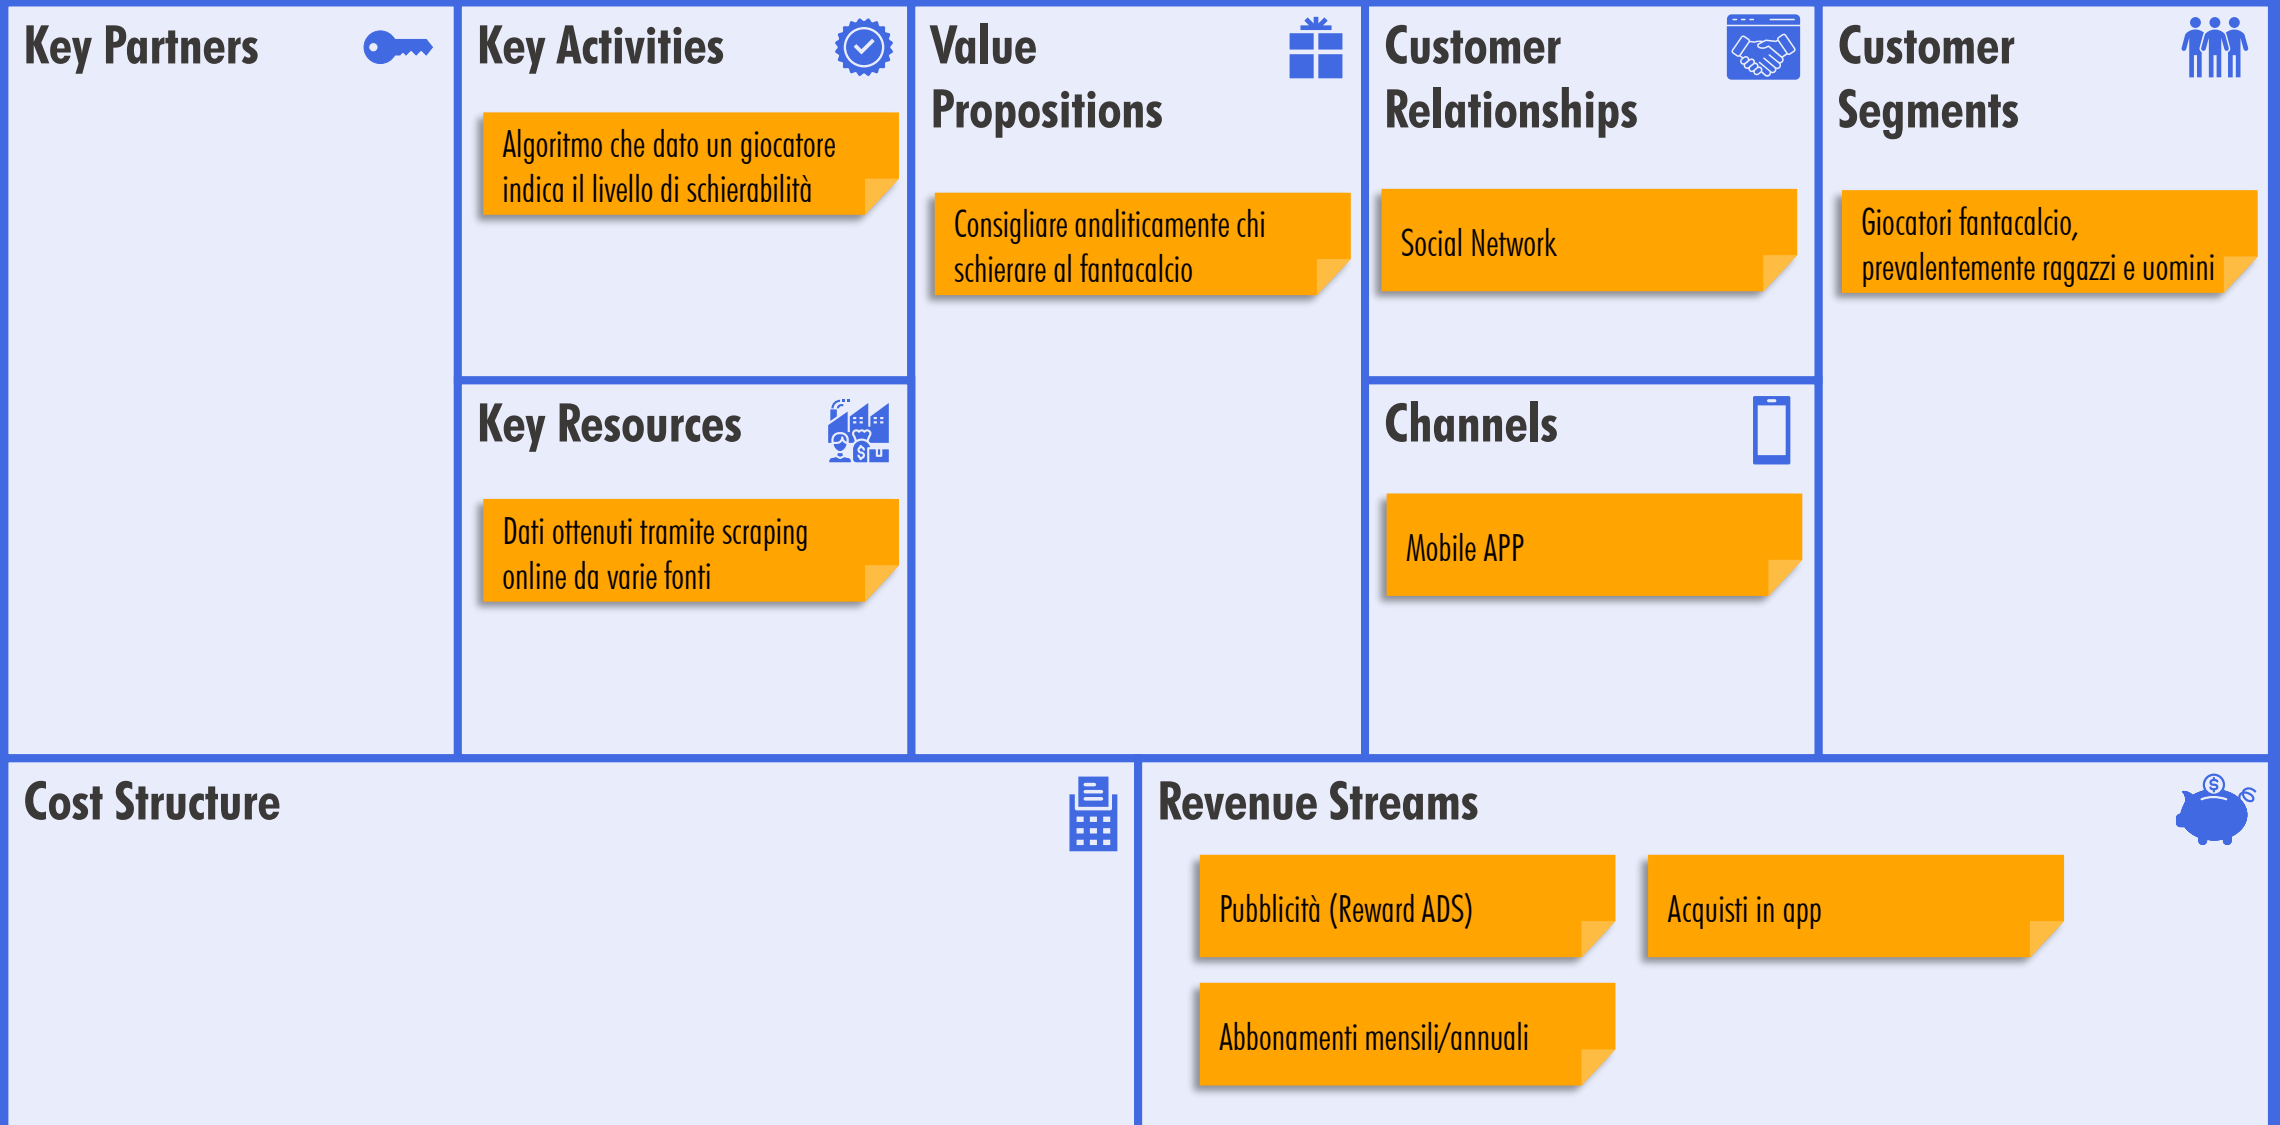 Key Partners
Key Activities
Algoritmo che dato un giocatore
indica il livello di schierabilità
Key Resources
Dati ottenuti tramite scraping
online da varie fonti
Value
Propositions
Consigliare analiticamente chi
schierare al fantacalcio
Customer
Relationships
Social Network
Channels
Mobile APP
Customer
Segments
Giocatori fantacalcio,
prevalentemente ragazzi e uomini
Cost Structure
Revenue Streams
Pubblicità (Reward ADS)
Acquisti in app
Abbonamenti mensili/annuali